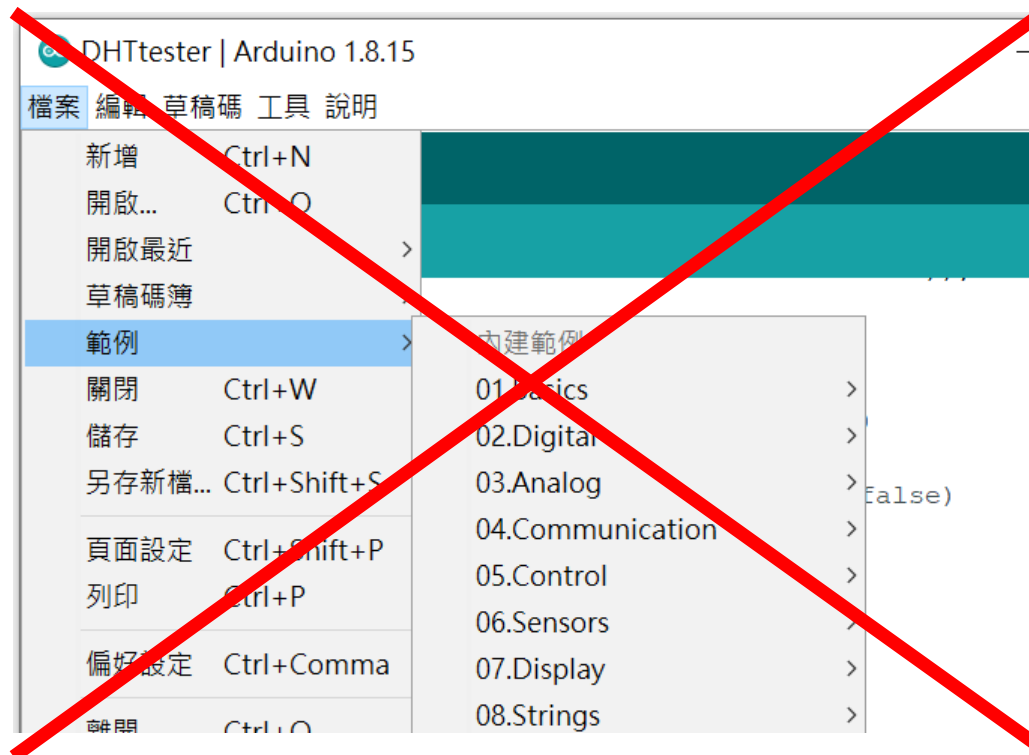 DHTtester | Arduino 1.8.15
檔案 編輯 草稿碼 工具 說明
新增 Ctrl+N
開啟... Ctrl+O
開啟最近
草稿碼簿
範例
關閉 Ctrl+W
儲存 Ctrl+S
另存新檔... Ctrl+Shift+S
頁面設定 Ctrl+Shift+P
列印 Ctrl+P
偏好設定 Ctrl+Comma
離開 Ctrl+Q
內建範例
01.Basics
02.Digital
03.Analog
04.Communication
05.Control
06.Sensors
07.Display
08.Strings
false)